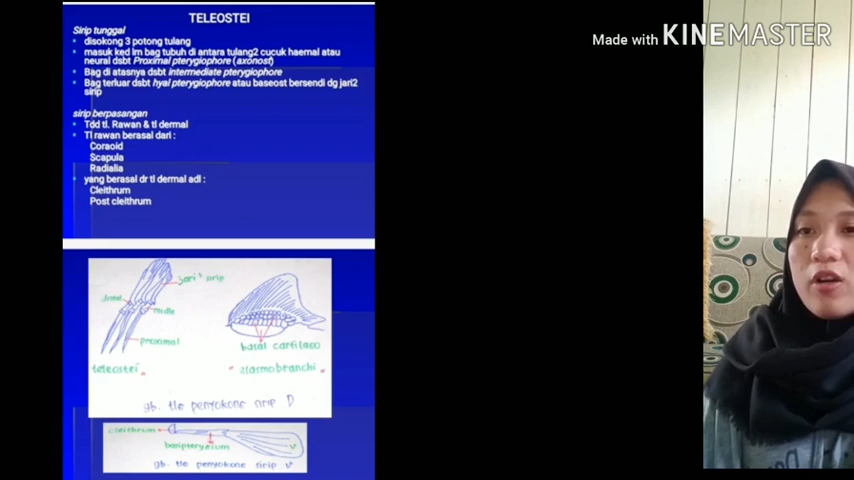 TELEOSTEI
Sirip tunggal
disokong 3 potong tulang
masuk ked lm bag tubuh di antara tulang2 cucuk haemal atau
neural dsbt Proximal pterygiophore (axonost)
Bag di atasnya dsbt intermediate pterygiophore
Bag terluar dsbt hyal pterygiophore atau baseost bersendi dg jari2
sirip
sirip berpasangan
Tdd tl. Rawan & tl dermal
Tl rawan berasal dari :
Coraoid
Scapula
Radialia
yang berasal dr tl dermal adl :
Cleithrum
Post cleithrum
jari² sirip
distal
midle
proximal
basal cartilago
teleostei
elasmobranchi
gb. tlg penyokong sirip D
cleithrum
basipterygium
V
gb. tlg penyokong sirip V
Made with KINEMASTER